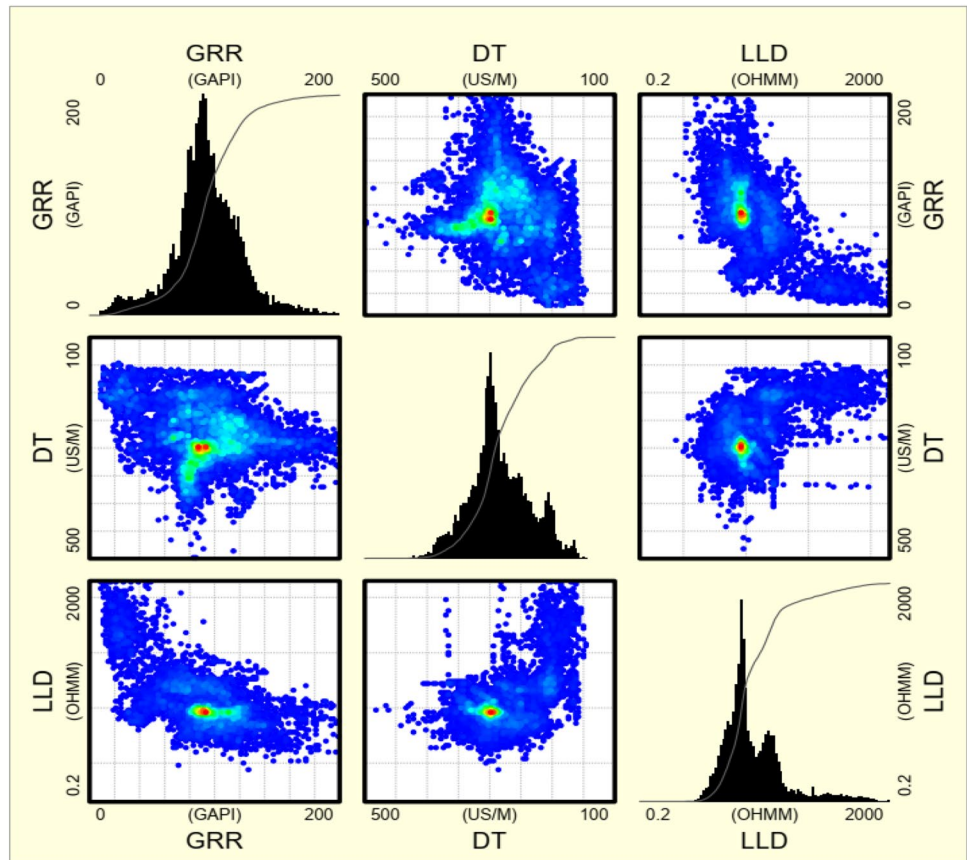 GRR DT LLD
0 (GAPI) 200 500 (US/M) 100 0.2 (OHMM) 2000
200
GRR
(GAPI)
0
200
(GAPI)
GRR
0
100
DT
(US/M)
500
100
(US/M)
DT
500
2000
LLD
(OHMM)
0.2
2000
(OHMM)
LLD
0.2
0 (GAPI) 200 500 (US/M) 100 0.2 (OHMM) 2000
GRR DT LLD